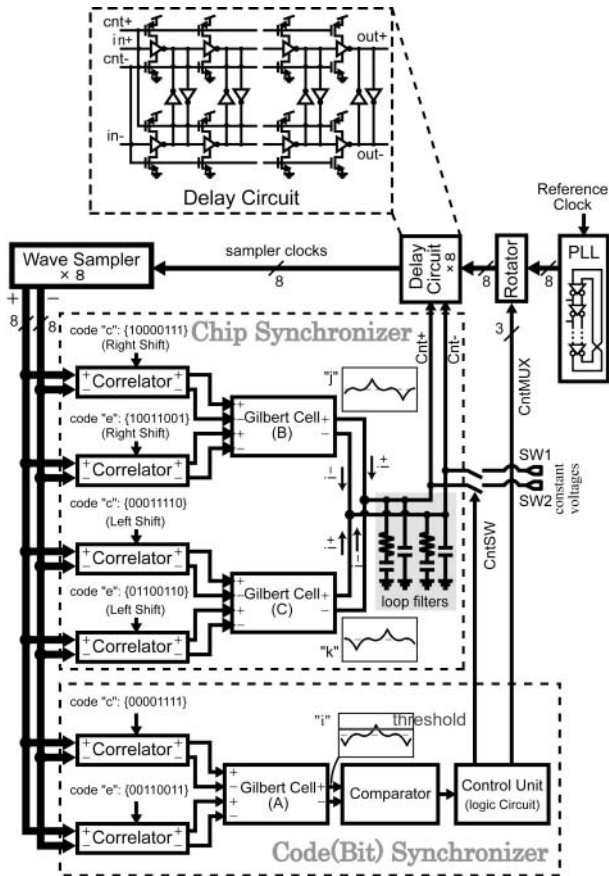 cnt+
in+
cnt-
out+
in-
out-
Delay Circuit
Reference
Clock
PLL
Rotator
Delay
Circuit
× 8
Wave Sampler
× 8
sampler clocks
8
8
8
+
−
8
8
3
Chip Synchronizer
Cnt+
Cnt-
CntMUX
code "c": {10000111}
(Right Shift)
+
−
Correlator
+
−
code "e": {10011001}
(Right Shift)
+
−
Correlator
+
−
+
−
+
−
Gilbert Cell
(B)
+
−
"j"
SW1
SW2
constant
voltages
CntSW
code "c": {00011110}
(Left Shift)
+
−
Correlator
+
−
code "e": {01100110}
(Left Shift)
+
−
Correlator
+
−
+
−
+
−
Gilbert Cell
(C)
+
−
loop filters
"k"
code "c": {00001111}
+
−
Correlator
+
−
code "e": {00110011}
+
−
Correlator
+
−
+
−
+
−
Gilbert Cell
(A)
+
−
"i"
threshold
Comparator
Control Unit
(logic Circuit)
Code(Bit) Synchronizer